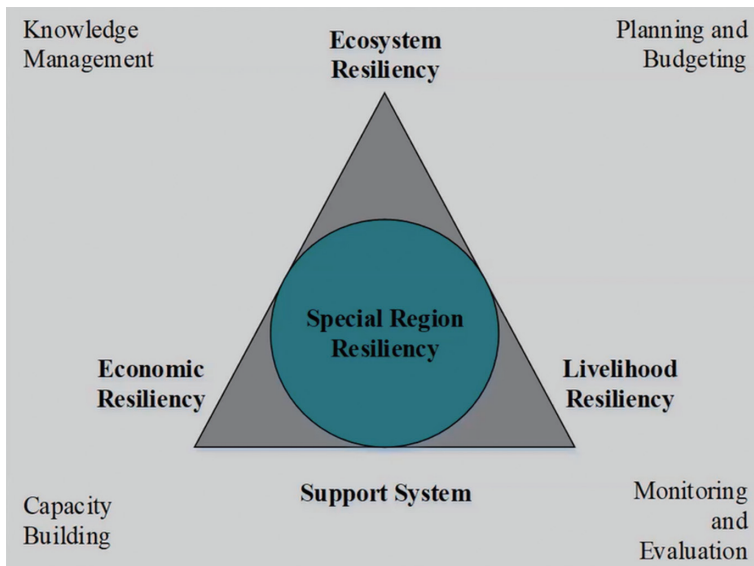 Knowledge
Management
Ecosystem
Resiliency
Planning and
Budgeting
Special Region
Resiliency
Economic
Resiliency
Livelihood
Resiliency
Support System
Capacity
Building
Monitoring
and
Evaluation